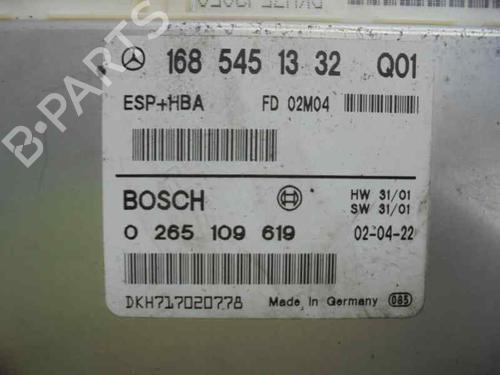 168 545 13 32 Q01
ESP+HBA FD 02M04
BOSCH HW 31/01
SW 31/01
0 265 109 619 02-04-22
DKH717020778 Made in Germany 085
B-PARTS